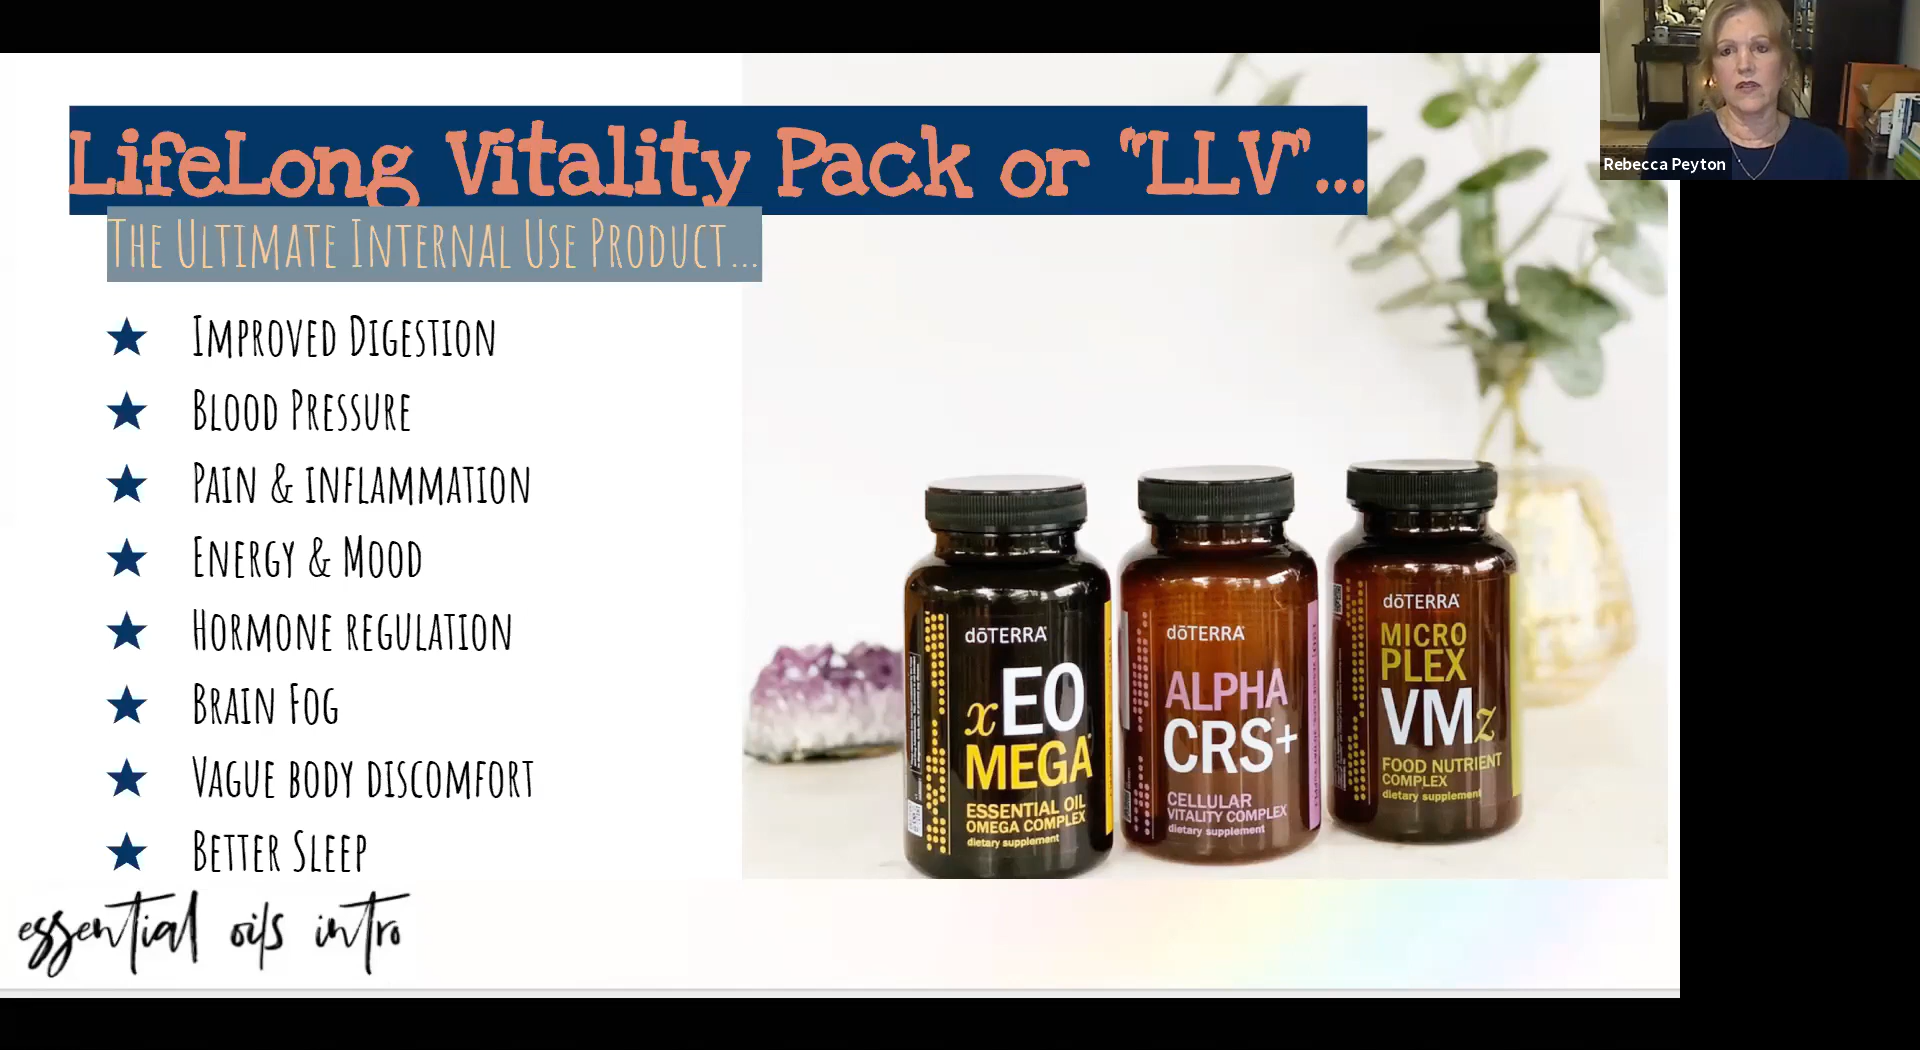 LifeLong Vitality Pack or "LLV"...
The Ultimate Internal Use Product...
★ Improved Digestion
★ Blood Pressure
★ Pain & inflammation
★ Energy & Mood
★ Hormone regulation
★ Brain Fog
★ Vague body discomfort
★ Better Sleep
essential oils intro
dōTERRA
xEO
MEGA
ESSENTIAL OIL
OMEGA COMPLEX
dietary supplement
dōTERRA
ALPHA
CRS+
CELLULAR
VITALITY COMPLEX
dietary supplement
dōTERRA
MICRO
PLEX
VMz
FOOD NUTRIENT
COMPLEX
dietary supplement
Rebecca Peyton